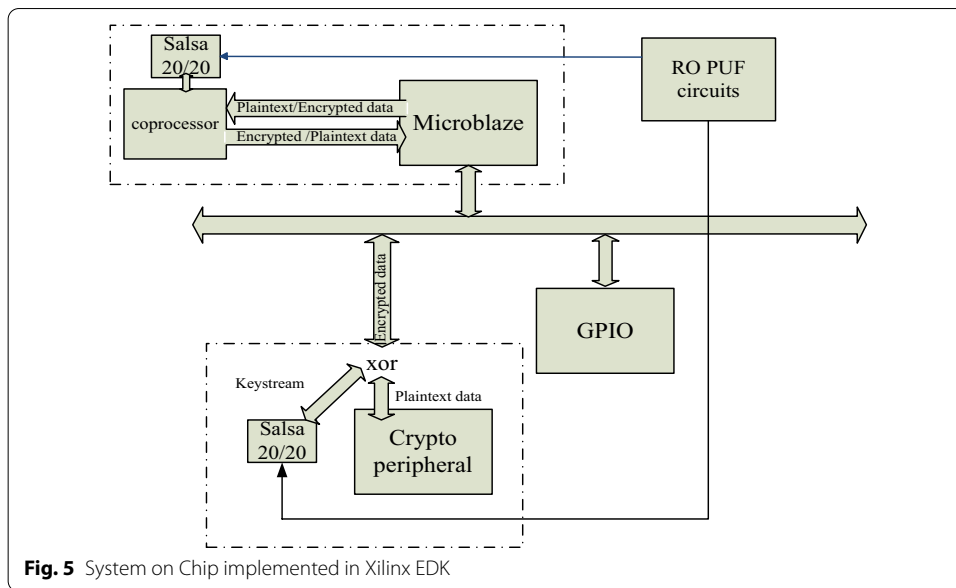 Salsa
20/20
RO PUF
circuits
coprocessor
Plaintext/Encrypted data
Encrypted /Plaintext data
Microblaze
Encrypted data
GPIO
xor
Keystream
Plaintext data
Salsa
20/20
Crypto
peripheral
Fig. 5 System on Chip implemented in Xilinx EDK